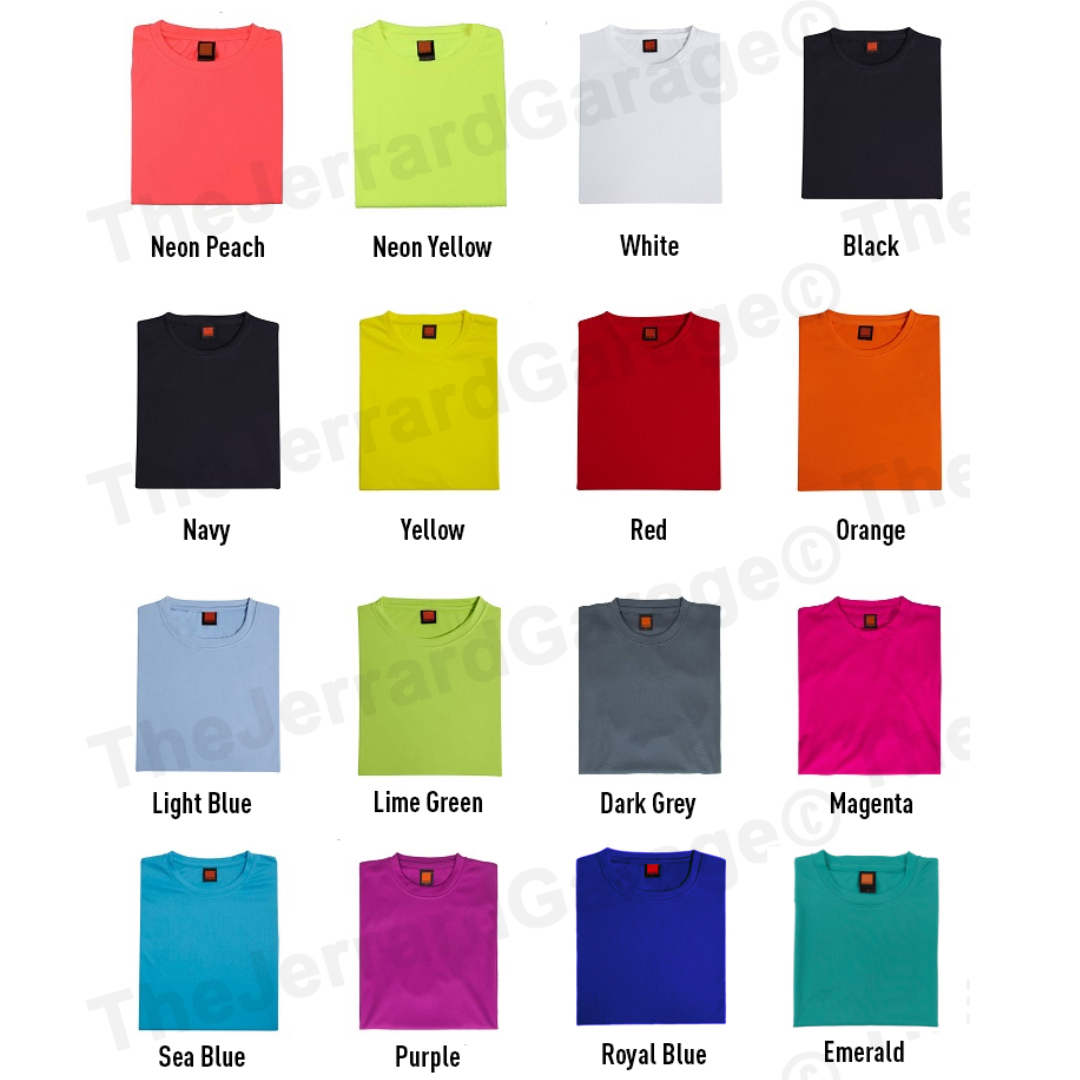 TheJerrardGarage©
Neon Peach
Neon Yellow
White
Black
TheJerrardGarage©
Navy
Yellow
Red
Orange
TheJerrardGarage©
Light Blue
Lime Green
Dark Grey
Magenta
TheJerrardGarage©
Sea Blue
Purple
Royal Blue
Emerald